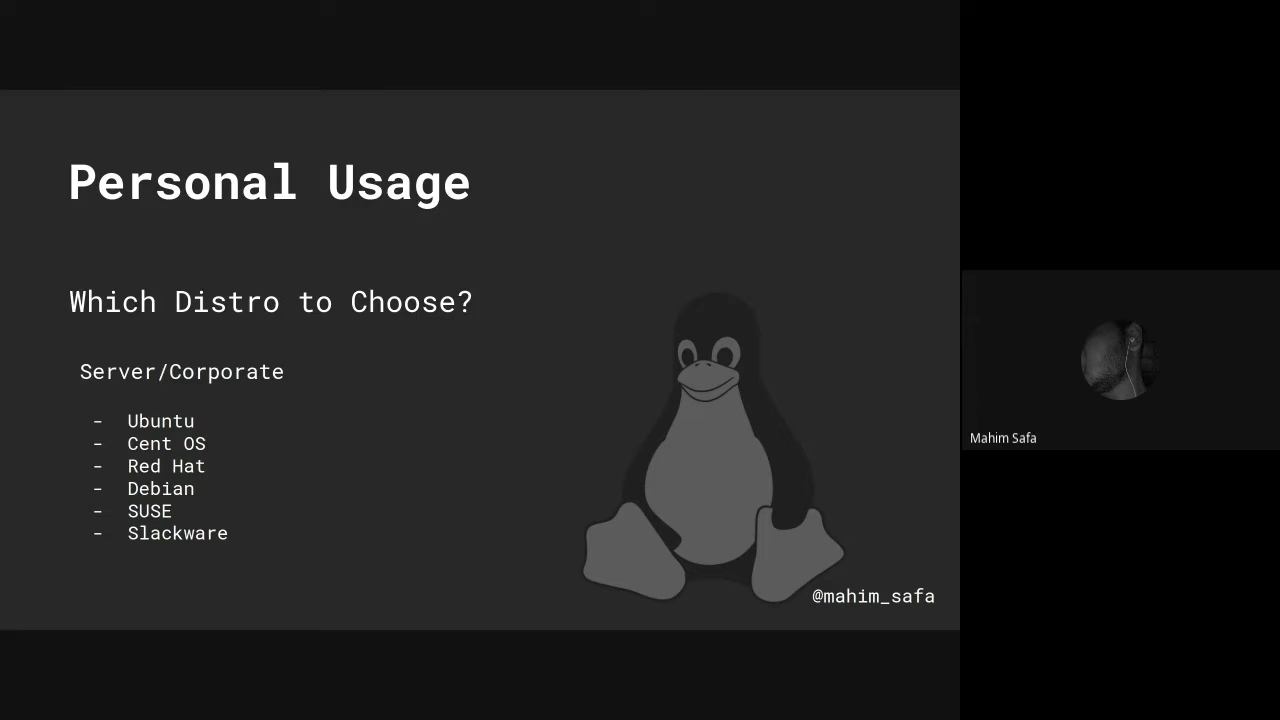 Personal Usage
Which Distro to Choose?
Server/Corporate
- Ubuntu
- Cent OS
- Red Hat
- Debian
- SUSE
- Slackware
@mahim_safa
Mahim Safa